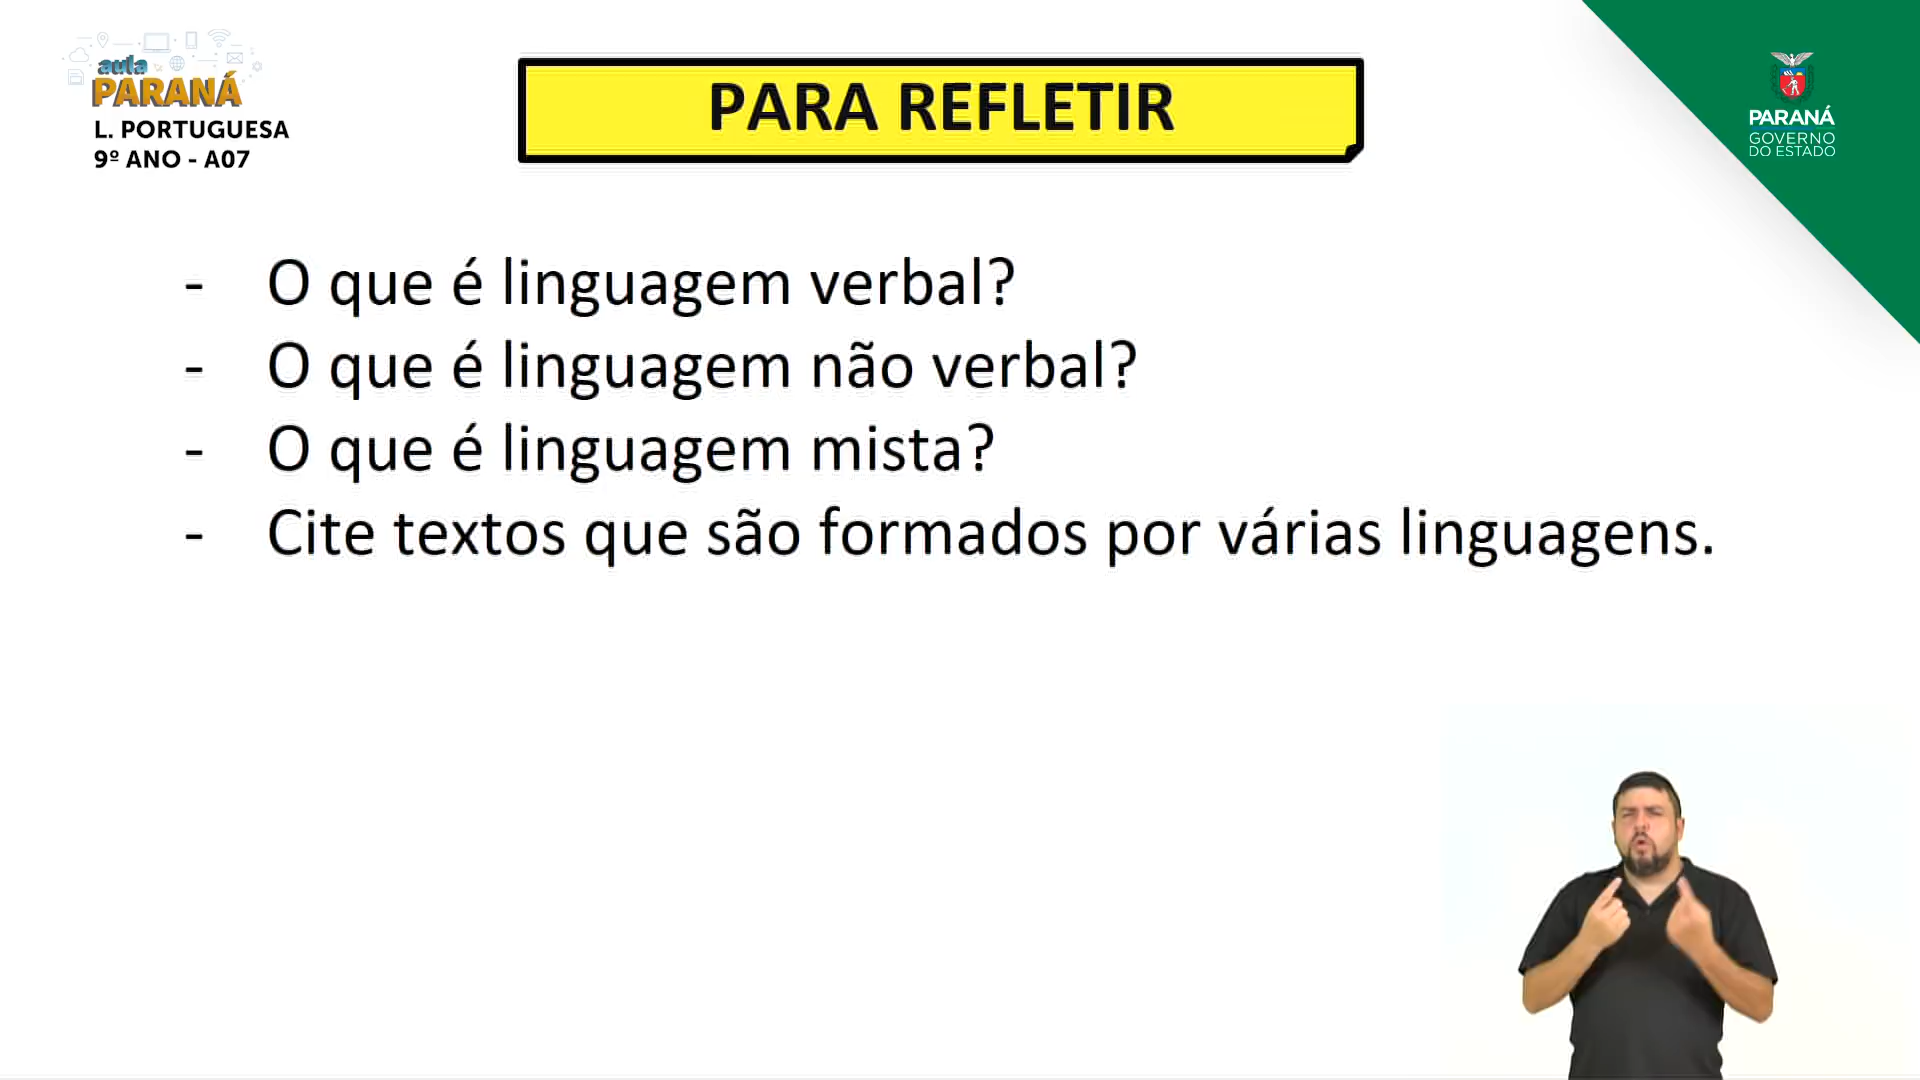 aula
PARANÁ
L. PORTUGUESA
9º ANO - A07
PARA REFLETIR
PARANÁ
GOVERNO
DO ESTADO
- O que é linguagem verbal?
- O que é linguagem não verbal?
- O que é linguagem mista?
- Cite textos que são formados por várias linguagens.